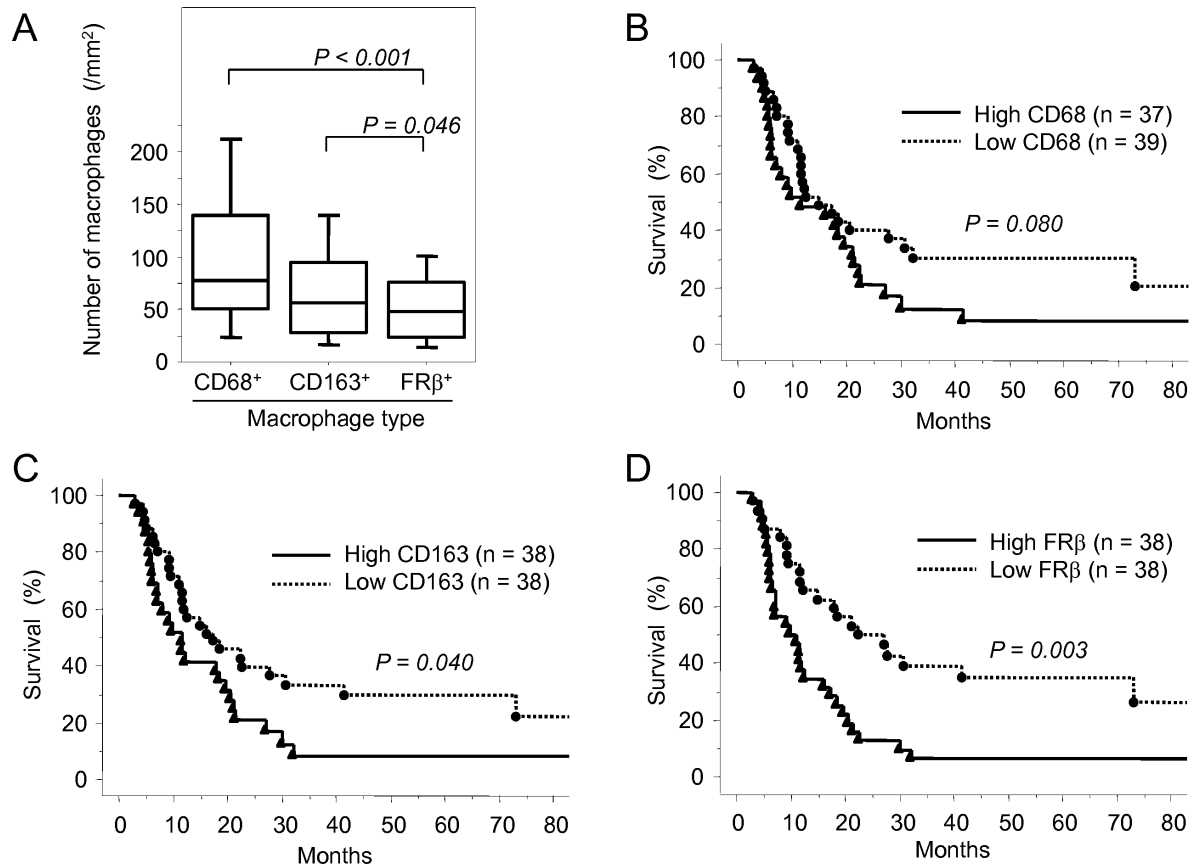 A
Number of macrophages (/mm²)
P < 0.001
P = 0.046
200
150
100
50
0
CD68⁺ CD163⁺ FRβ⁺
Macrophage type
B
Survival (%)
100
80
60
40
20
0
High CD68 (n = 37)
Low CD68 (n = 39)
P = 0.080
0 10 20 30 40 50 60 70 80
Months
C
Survival (%)
100
80
60
40
20
0
High CD163 (n = 38)
Low CD163 (n = 38)
P = 0.040
0 10 20 30 40 50 60 70 80
Months
D
Survival (%)
100
80
60
40
20
0
High FRβ (n = 38)
Low FRβ (n = 38)
P = 0.003
0 10 20 30 40 50 60 70 80
Months